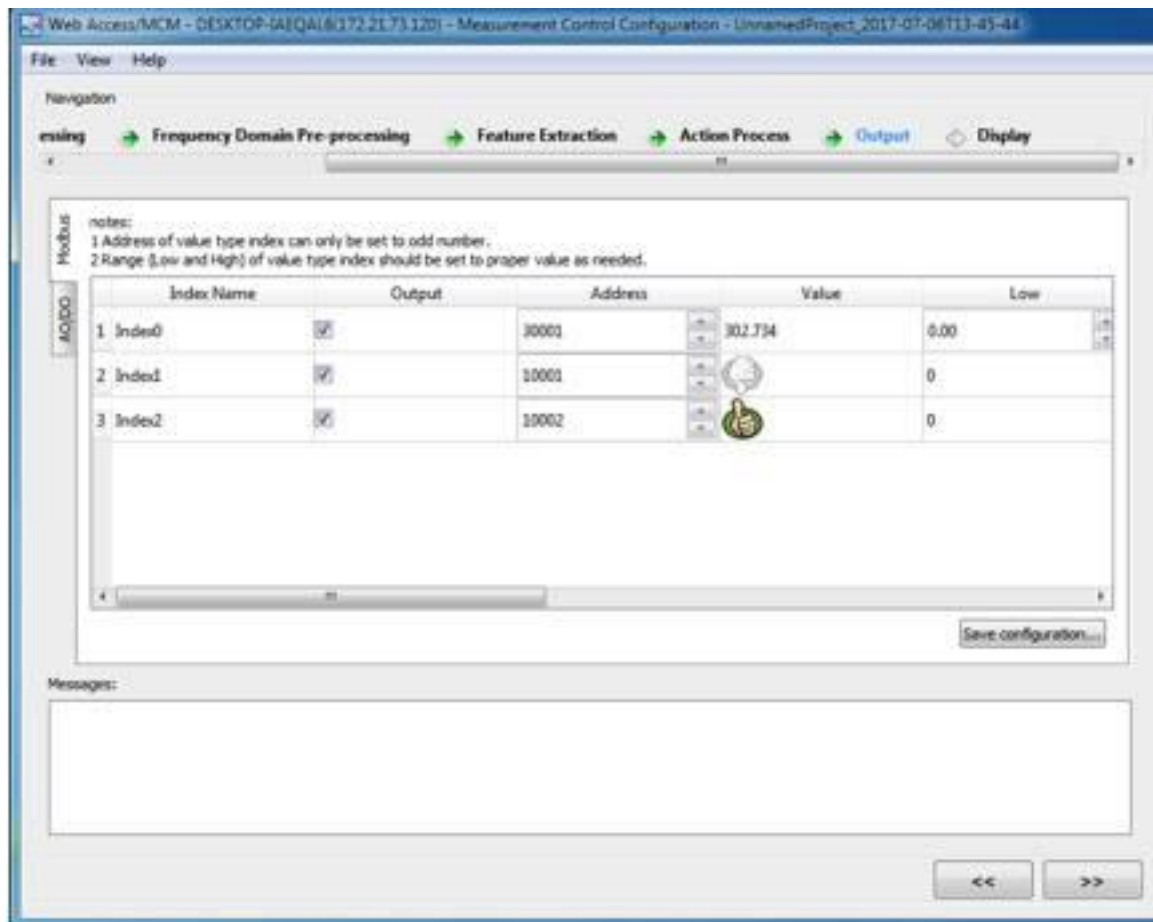 Web Access/MCM - DESKTOP-IAEQAL6(172.21.73.120) - Measurement Control Configuration - UnnamedProject_2017-07-06T13-45-44
File View Help
Navigation
essing Frequency Domain Pre-processing Feature Extraction Action Process Output Display
Modbus
AO/DO
notes:
1 Address of value type index can only be set to odd number.
2 Range (Low and High) of value type index should be set to proper value as needed.
Index Name Output Address Value Low
1 Index0 30001 302.734 0.00
2 Index1 10001 0
3 Index2 10002 0
Save configuration....
Messages:
<< >>